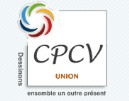 Dessinons
CPCV
UNION
ensemble un autre présent